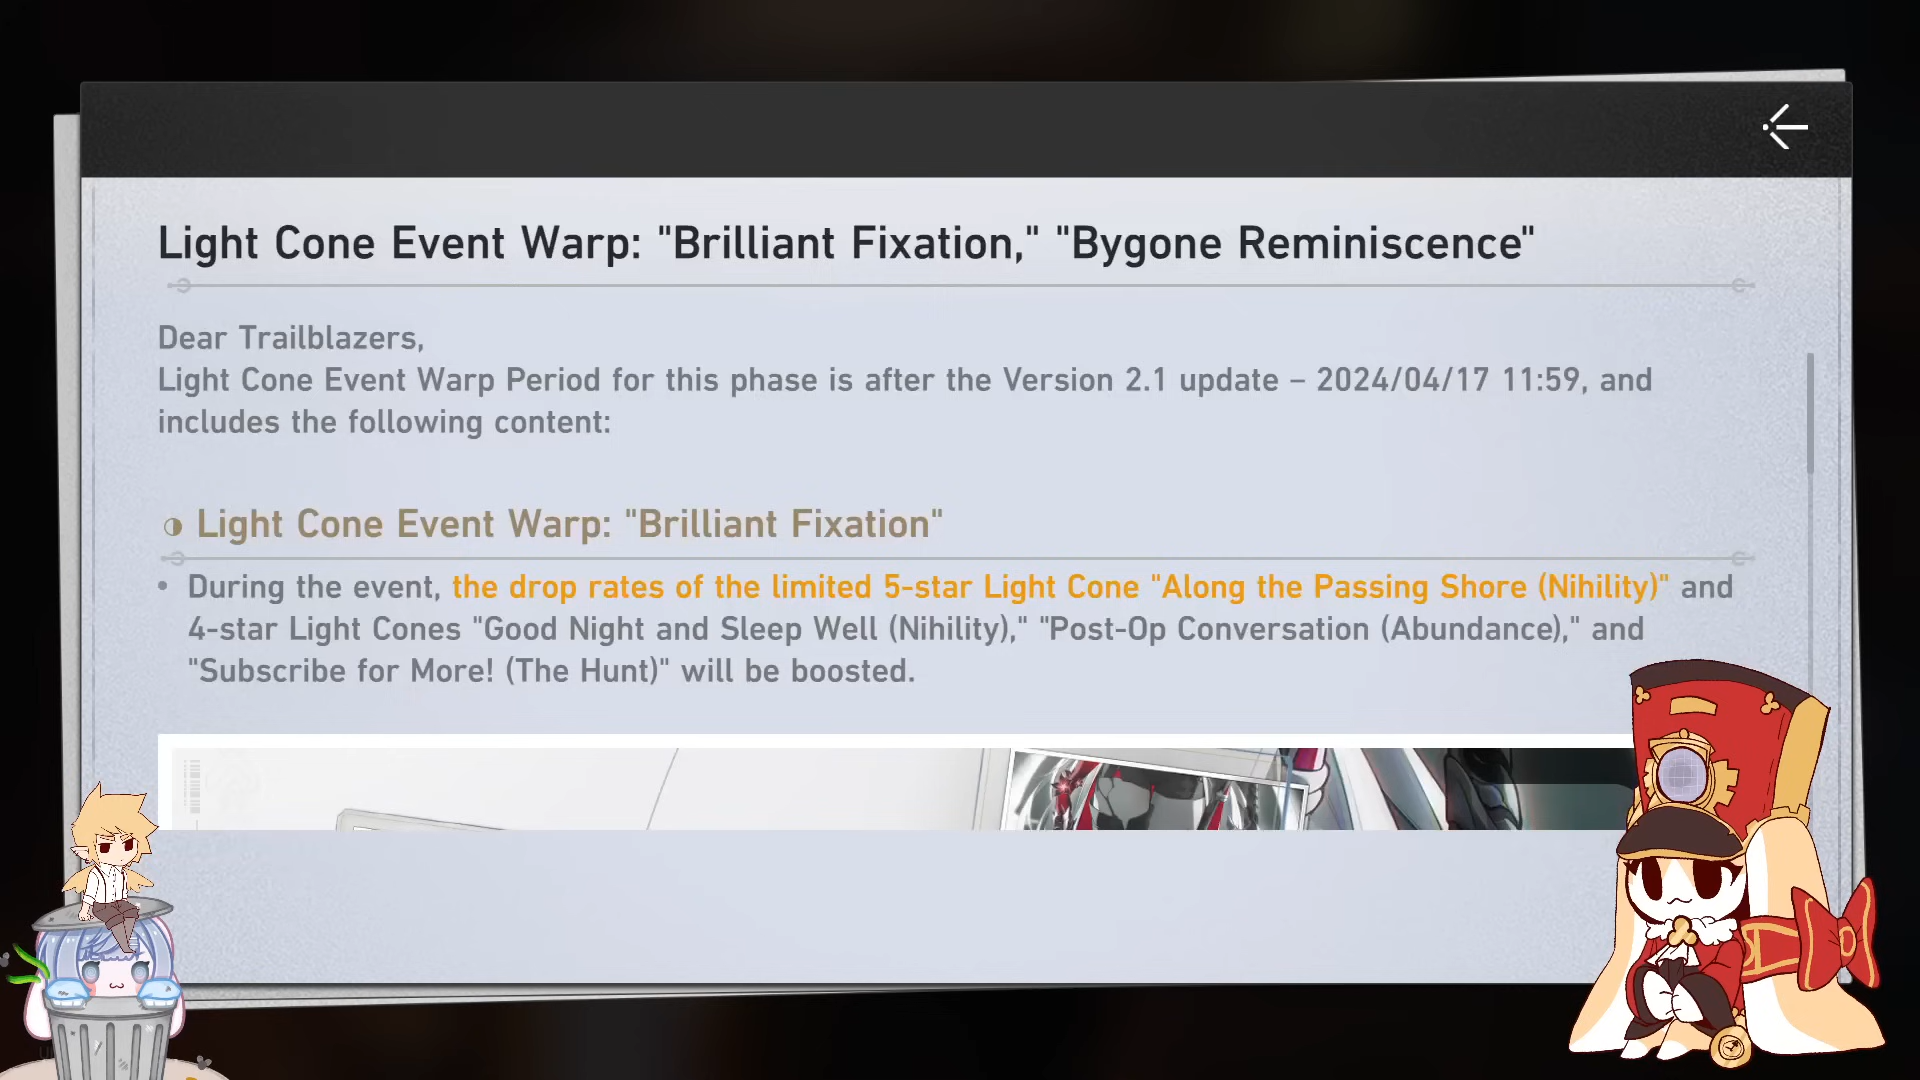 Light Cone Event Warp: "Brilliant Fixation," "Bygone Reminiscence"
Dear Trailblazers,
Light Cone Event Warp Period for this phase is after the Version 2.1 update – 2024/04/17 11:59, and
includes the following content:
Light Cone Event Warp: "Brilliant Fixation"
• During the event, the drop rates of the limited 5-star Light Cone "Along the Passing Shore (Nihility)" and
4-star Light Cones "Good Night and Sleep Well (Nihility)," "Post-Op Conversation (Abundance)," and
"Subscribe for More! (The Hunt)" will be boosted.